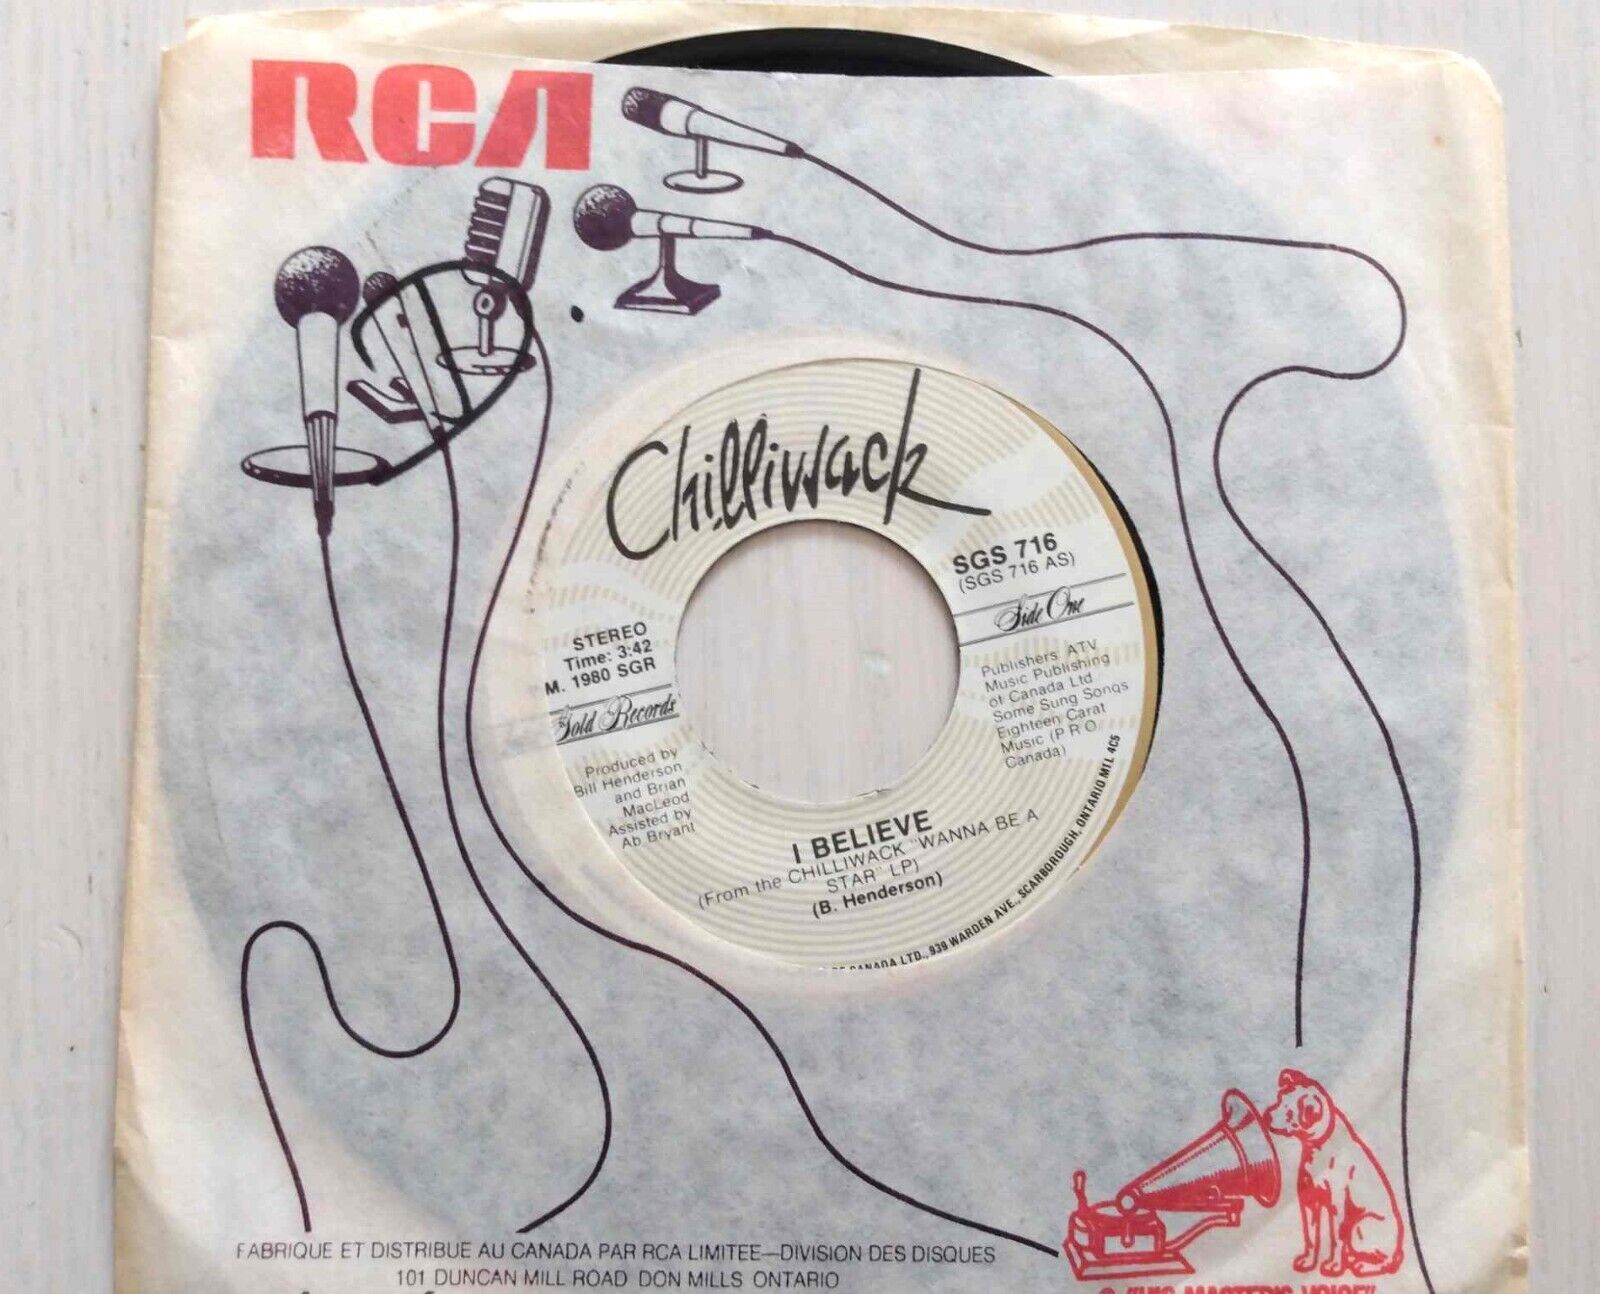 RCA
Chilliwack
SGS 716
(SGS 716 AS)
Side One
STEREO
Time: 3:42
M. 1980 SGR
Gold Records
Publishers ATV
Music Publishing
of Canada Ltd
Some Sung Songs
Eighteen Carat
Music (P R O
Canada)
Produced by
Bill Henderson
and Brian
MacLeod
Assisted by
Ab Bryant
I BELIEVE
(From the CHILLIWACK "WANNA BE A
STAR" LP)
(B. Henderson)
CANADA LTD., 939 WARDEN AVE., SCARBOROUGH, ONTARIO MIL 4C5
FABRIQUE ET DISTRIBUE AU CANADA PAR RCA LIMITEE—DIVISION DES DISQUES
101 DUNCAN MILL ROAD DON MILLS ONTARIO
"HIS MASTER'S VOICE"